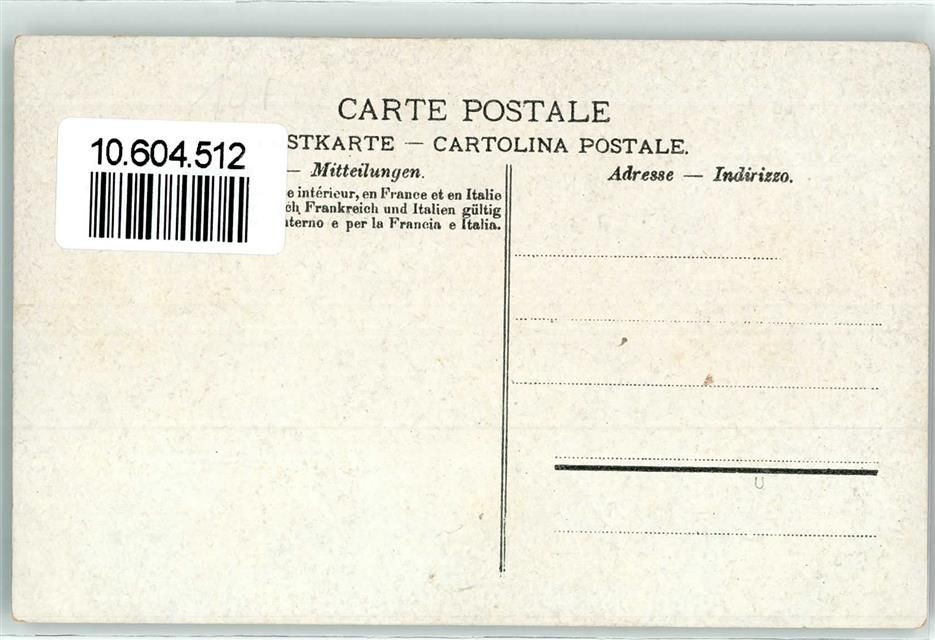 CARTE POSTALE
STKARTE — CARTOLINA POSTALE.
10.604.512
— Mitteilungen.
Adresse — Indirizzo.
e intérieur, en France et en Italie
ch Frankreich und Italien gültig
nterno e per la Francia e Italia.
U